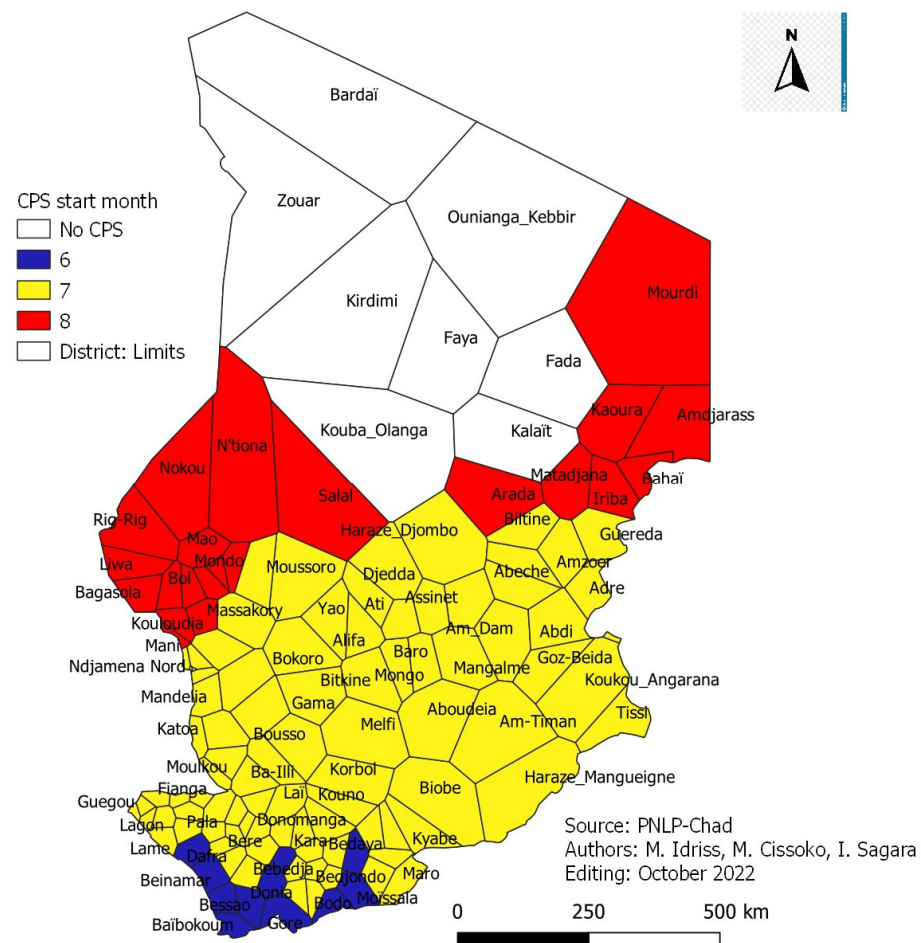 N
Bardaï
CPS start month
No CPS
6
7
8
District: Limits
Zouar
Ounianga_Kebbir
Kirdimi
Mourdi
Faya
Fada
Kaoura
Amdjarass
Kouba_Olanga
Kalaït
N'tiona
Nokou
Matadjana
Bahaï
Salal
Arada
Iriba
Rig-Rig
Haraze_Djombo
Biltine
Guereda
Mao
Liwa
Mondo
Moussoro
Amzoer
Bol
Djedda
Abeche
Bagasola
Adre
Assinet
Massakory
Yao
Ati
Kouloudia
Am_Dam
Abdi
Mani
Alifa
Baro
Ndjamena Nord
Bokoro
Goz-Beida
Mangalme
Bitkine
Mongo
Koukou_Angarana
Mandelia
Gama
Aboudeia
Tissi
Katoa
Melfi
Am-Timan
Bousso
Moulkou
Ba-Illi
Korbol
Haraze_Mangueigne
Fianga
Laï
Kouno
Biobe
Guegou
Lagon
Pala
Donomanga
Lame
Bere
Kara
Bedaya
Kyabe
Dafra
Beinamar
Bebedja
Bedjondo
Maro
Bessao
Donia
Bodo
Moïssala
Baïbokoum
Gore
Source: PNLP-Chad
Authors: M. Idriss, M. Cissoko, I. Sagara
Editing: October 2022
0 250 500 km